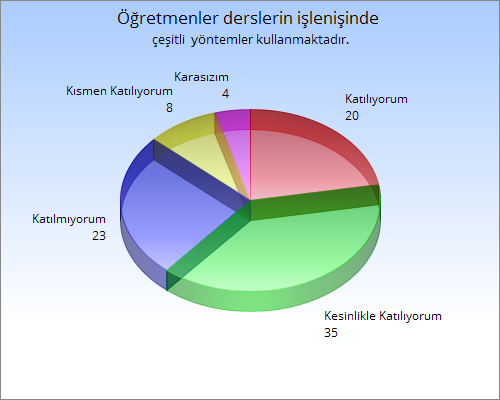 Öğretmenler derslerin işlenişinde
çeşitli yöntemler kullanmaktadır.
Karasızım
4
Kısmen Katılıyorum
8
Katılıyorum
20
Katılmıyorum
23
Kesinlikle Katılıyorum
35